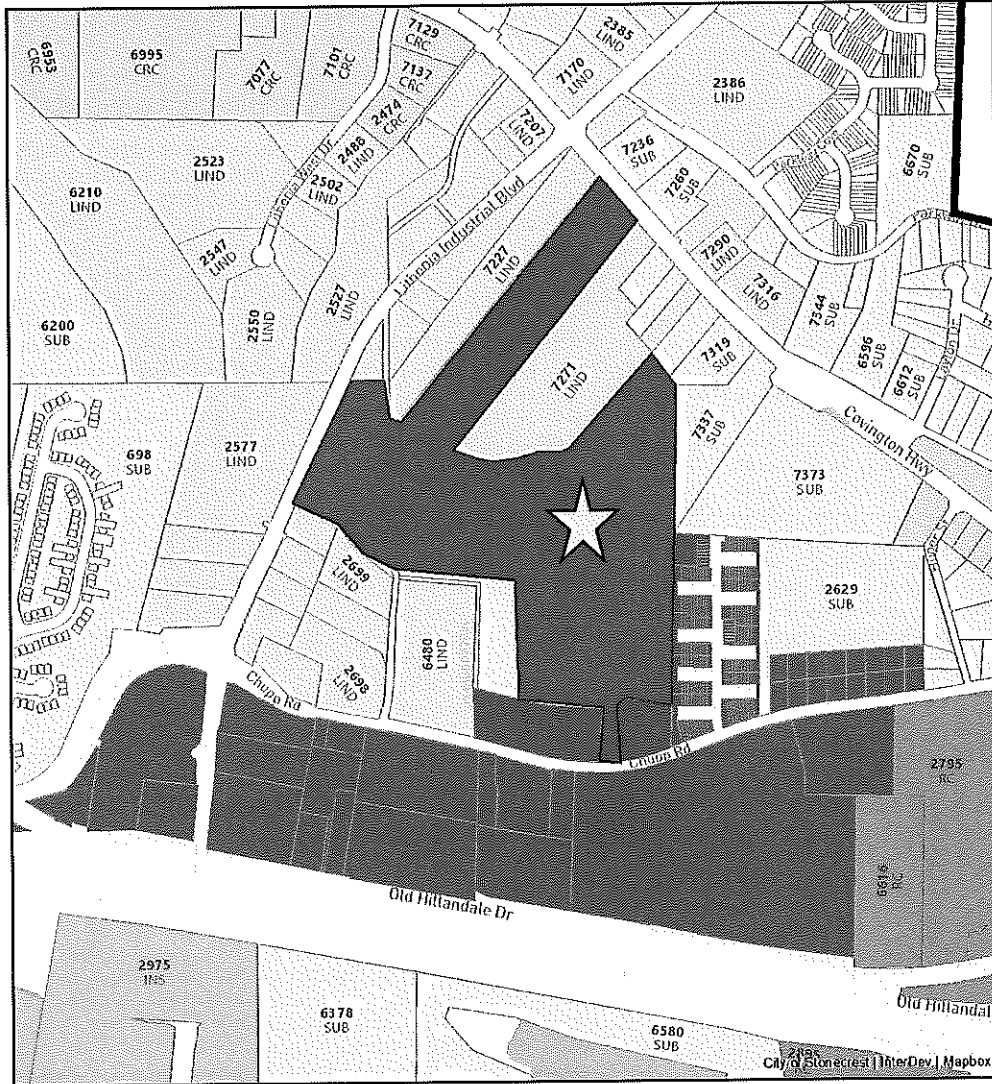 6953
CRC
6995
CRC
7077
CRC
7101
CRC
7129
CRC
7137
CRC
2474
CRC
2488
LIND
2502
LIND
2385
LIND
7170
LIND
2386
LIND
7207
LIND
7236
SUB
7260
SUB
6670
SUB
2523
LIND
6210
LIND
2547
LIND
2550
LIND
2527
LIND
Lithonia Industrial Blvd
7227
LIND
7290
LIND
7316
LIND
7344
SUB
6596
SUB
6612
SUB
6200
SUB
7271
LIND
7319
SUB
7337
SUB
Covington Hwy
698
SUB
2577
LIND
7373
SUB
2699
LIND
2629
SUB
6480
LIND
2698
LIND
Chupp Rd
Chupp Rd
2795
RC
6616
RC
Old Hillandale Dr
2975
INS
6378
SUB
6580
SUB
Old Hillandal
City of Stonecrest | InterDev | Mapbox